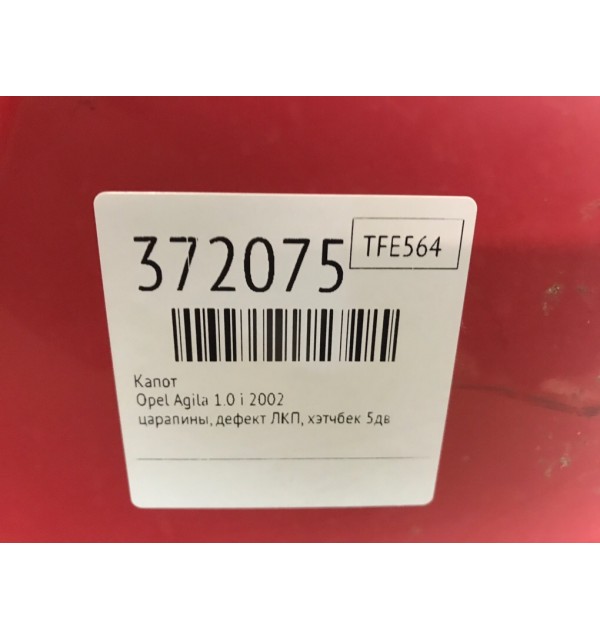 372075
TFE564
Капот
Opel Agila 1.0 i 2002
царапины, дефект ЛКП, хэтчбек 5дв